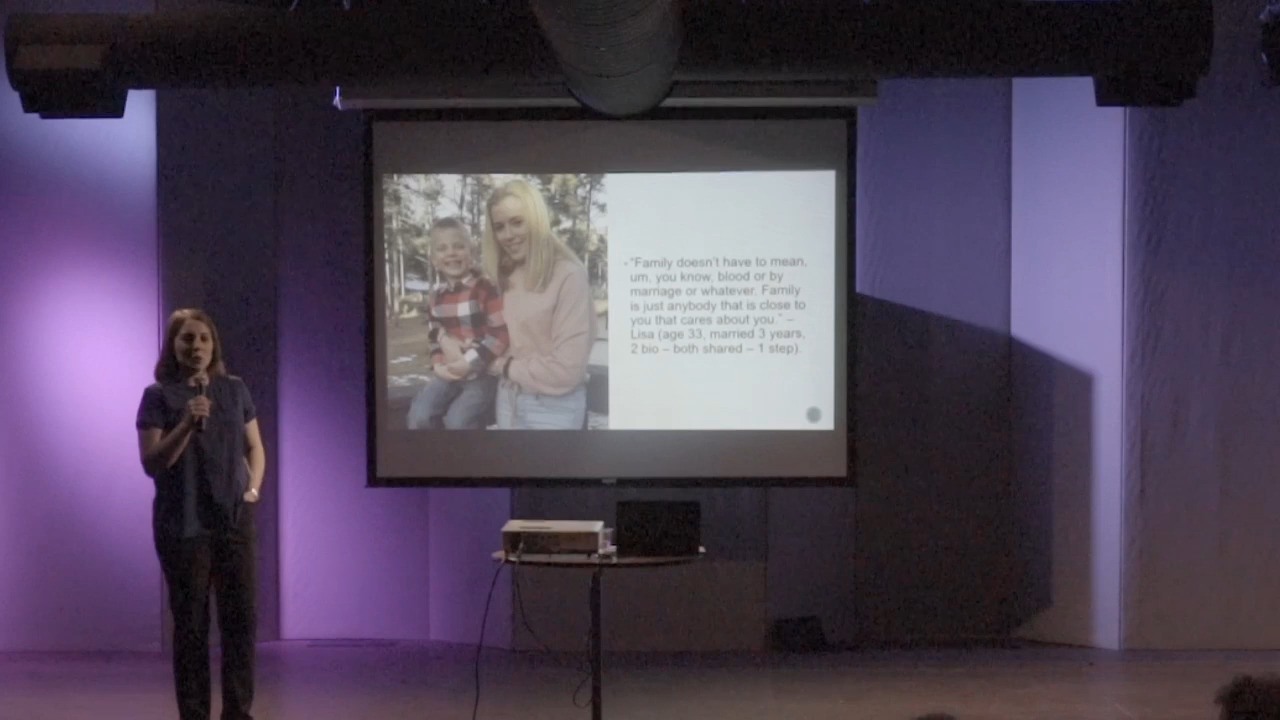 - "Family doesn't have to mean,
um, you know, blood or by
marriage or whatever. Family
is just anybody that is close to
you that cares about you." –
Lisa (age 33, married 3 years,
2 bio – both shared – 1 step).